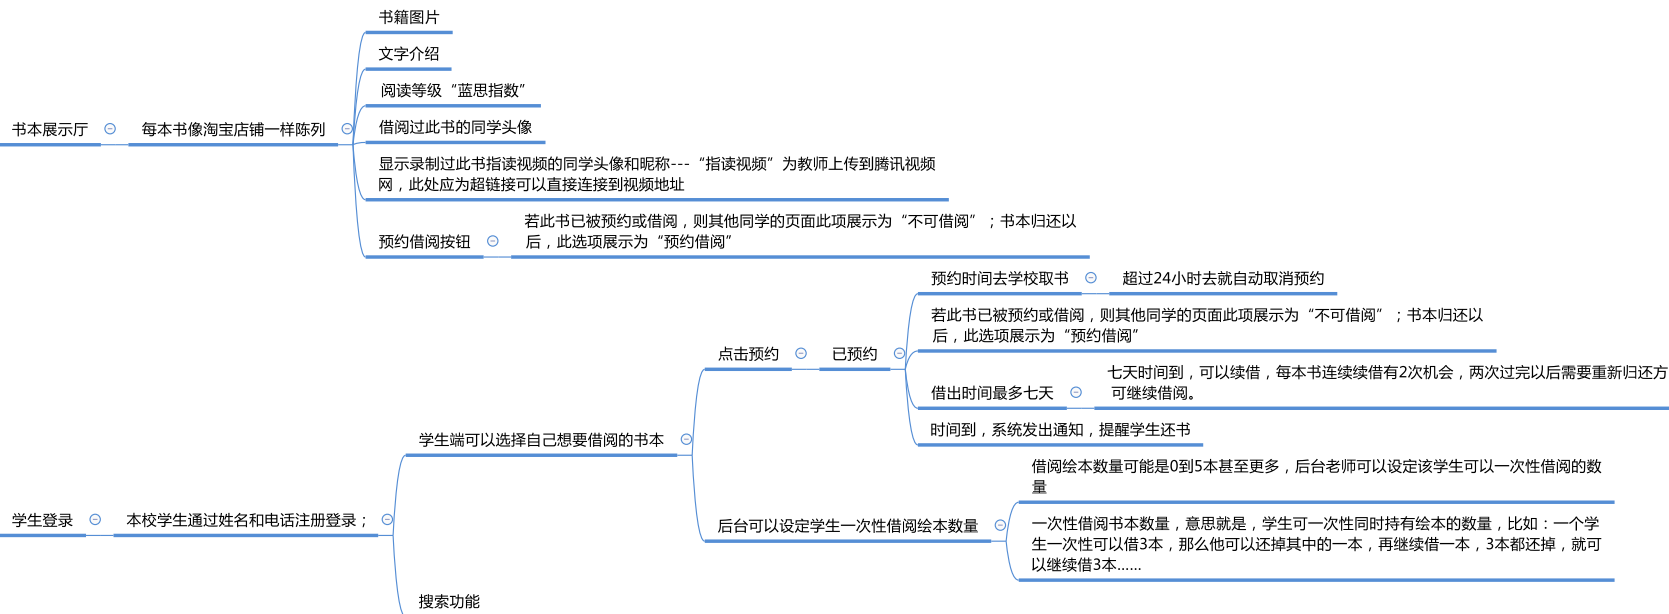 书籍图片
文字介绍
阅读等级“蓝思指数”
书本展示厅
每本书像淘宝店铺一样陈列
借阅过此书的同学头像
显示录制过此书指读视频的同学头像和昵称---“指读视频”为教师上传到腾讯视频
网，此处应为超链接可以直接连接到视频地址
若此书已被预约或借阅，则其他同学的页面此项展示为“不可借阅”；书本归还以
后，此选项展示为“预约借阅”
预约借阅按钮
预约时间去学校取书
超过24小时去就自动取消预约
若此书已被预约或借阅，则其他同学的页面此项展示为“不可借阅”；书本归还以
后，此选项展示为“预约借阅”
点击预约
已预约
七天时间到，可以续借，每本书连续续借有2次机会，两次过完以后需要重新归还方
可继续借阅。
借出时间最多七天
时间到，系统发出通知，提醒学生还书
学生端可以选择自己想要借阅的书本
借阅绘本数量可能是0到5本甚至更多，后台老师可以设定该学生可以一次性借阅的数
量
后台可以设定学生一次性借阅绘本数量
一次性借阅书本数量，意思就是，学生可一次性同时持有绘本的数量，比如：一个学
生一次性可以借3本，那么他可以还掉其中的一本，再继续借一本，3本都还掉，就可
以继续借3本……
学生登录
本校学生通过姓名和电话注册登录；
搜索功能